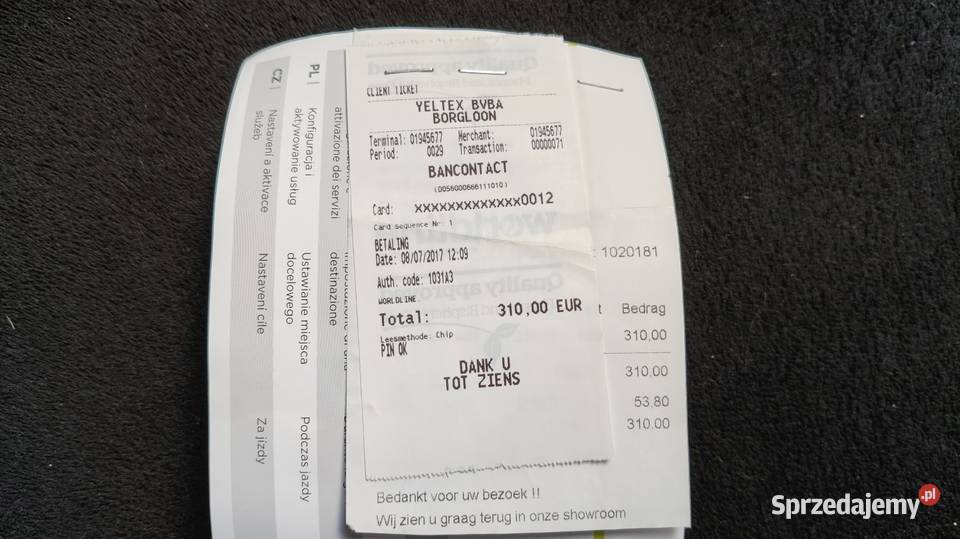 CLIENT TICKET
YELTEX BVBA
BORGLOON
Terminal: 01945677 Merchant: 01945677
Period: 0029 Transaction: 00000071
BANCONTACT
(D056000666111010)
Card: xxxxxxxxxxxxx0012
Card sequence Nr: 1
BETALING
Date: 08/07/2017 12:09
Auth. code: 1031A3
WORLDLINE
Total: 310,00 EUR
Leesmethode: Chip
PIN OK
DANK U
TOT ZIENS
: 1020181
t Bedrag
310,00
310,00
53,80
310.00
Bedankt voor uw bezoek !!
Wij zien u graag terug in onze showroom
attivazione dei servizi
destinazione
PL
Konfiguracja i
aktywowanie usług
Ustawianie miejsca
docelowego
Podczas jazdy
CZ
Nastavení a aktivace
služeb
Nastavení cíle
Za jízdy
Sprzedajemy.pl